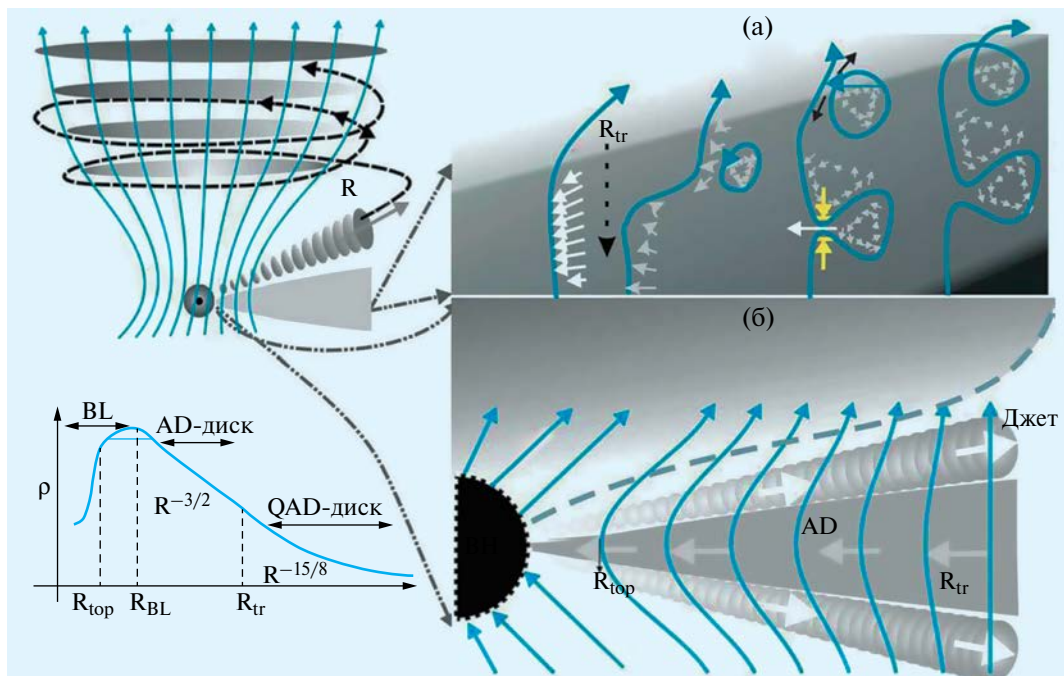 (а)
R_tr
R
(б)
Джет
BH
AD
R_top
R_tr
BL
AD-диск
ρ
R^{-3/2}
QAD-диск
R^{-15/8}
R_top
R_BL
R_tr